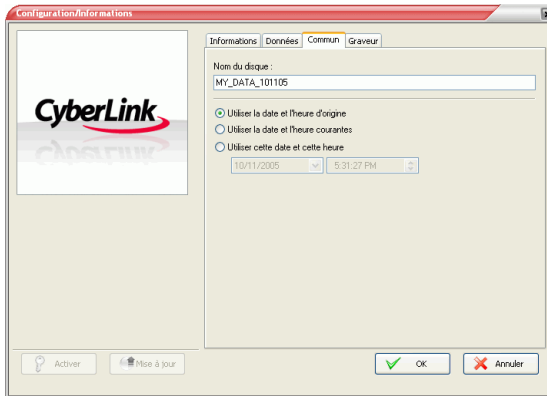 Configuration/Informations
CyberLink
Informations Données Commun Graveur
Nom du disque :
MY_DATA_101105
Utiliser la date et l'heure d'origine
Utiliser la date et l'heure courantes
Utiliser cette date et cette heure
10/11/2005 5:31:27 PM
Activer Mise à jour OK Annuler